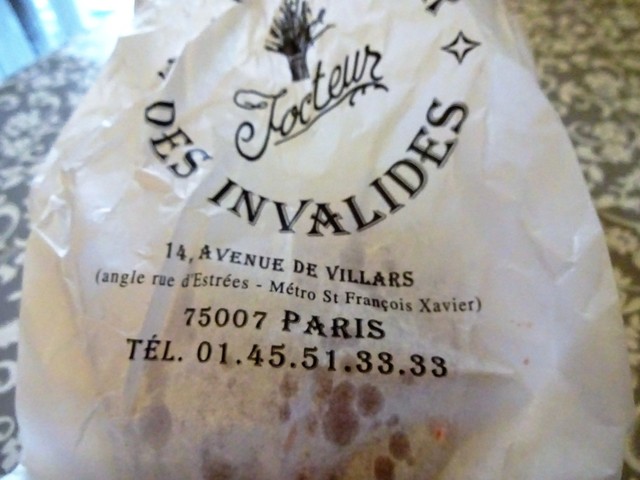 Jocteur
DES INVALIDES
14, AVENUE DE VILLARS
(angle rue d'Estrées - Métro St François Xavier)
75007 PARIS
TÉL. 01.45.51.33.33